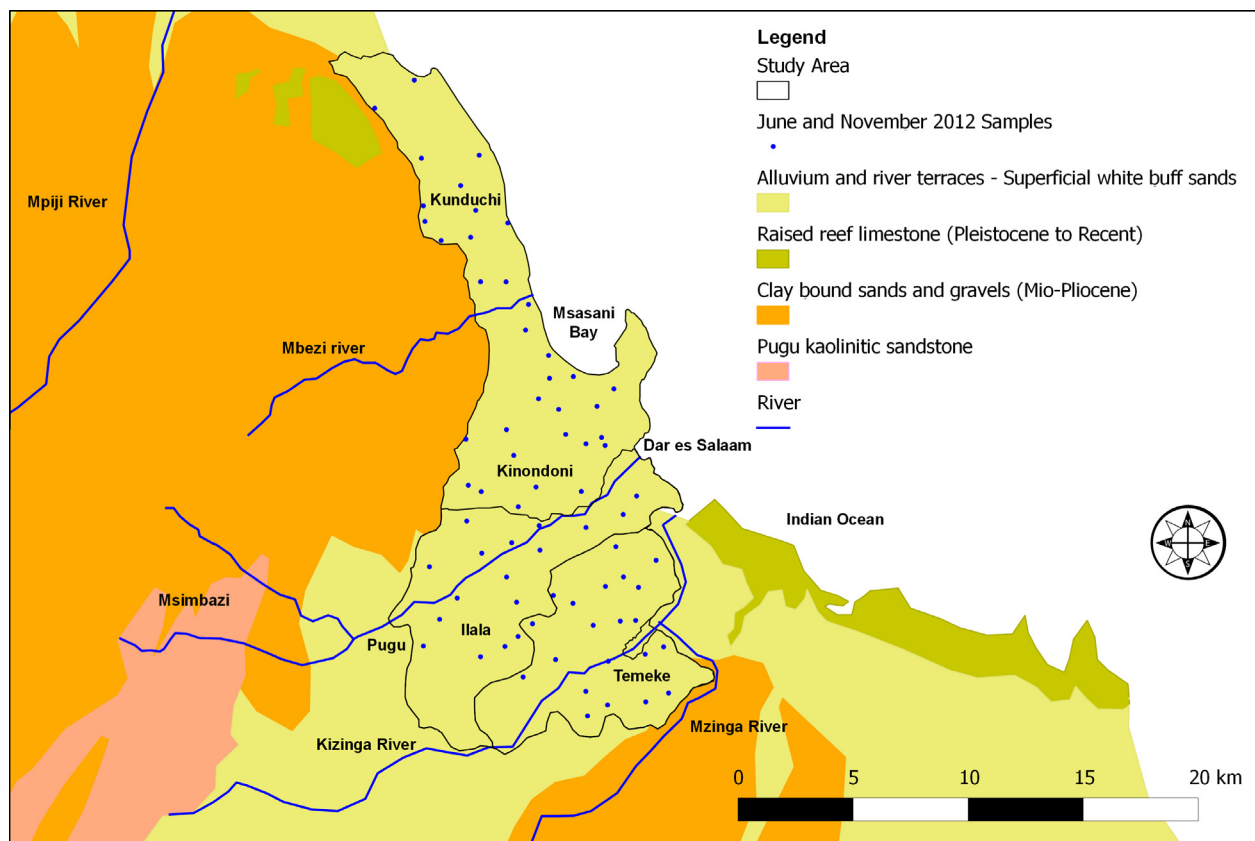 Legend
Study Area
June and November 2012 Samples
Alluvium and river terraces - Superficial white buff sands
Raised reef limestone (Pleistocene to Recent)
Clay bound sands and gravels (Mio-Pliocene)
Pugu kaolinitic sandstone
River
Mpiji River
Kunduchi
Msasani
Bay
Mbezi river
Dar es Salaam
Kinondoni
Indian Ocean
N
W
E
S
Msimbazi
Ilala
Pugu
Temeke
Mzinga River
Kizinga River
0
5
10
15
20 km